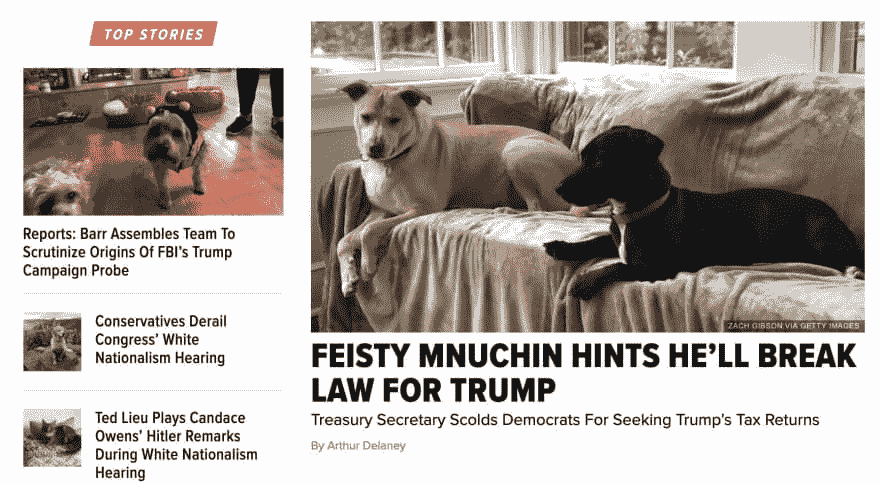 TOP STORIES
Reports: Barr Assembles Team To
Scrutinize Origins Of FBI's Trump
Campaign Probe
Conservatives Derail
Congress' White
Nationalism Hearing
Ted Lieu Plays Candace
Owens' Hitler Remarks
During White Nationalism
Hearing
ZACH GIBSON VIA GETTY IMAGES
FEISTY MNUCHIN HINTS HE'LL BREAK
LAW FOR TRUMP
Treasury Secretary Scolds Democrats For Seeking Trump's Tax Returns
By Arthur Delaney